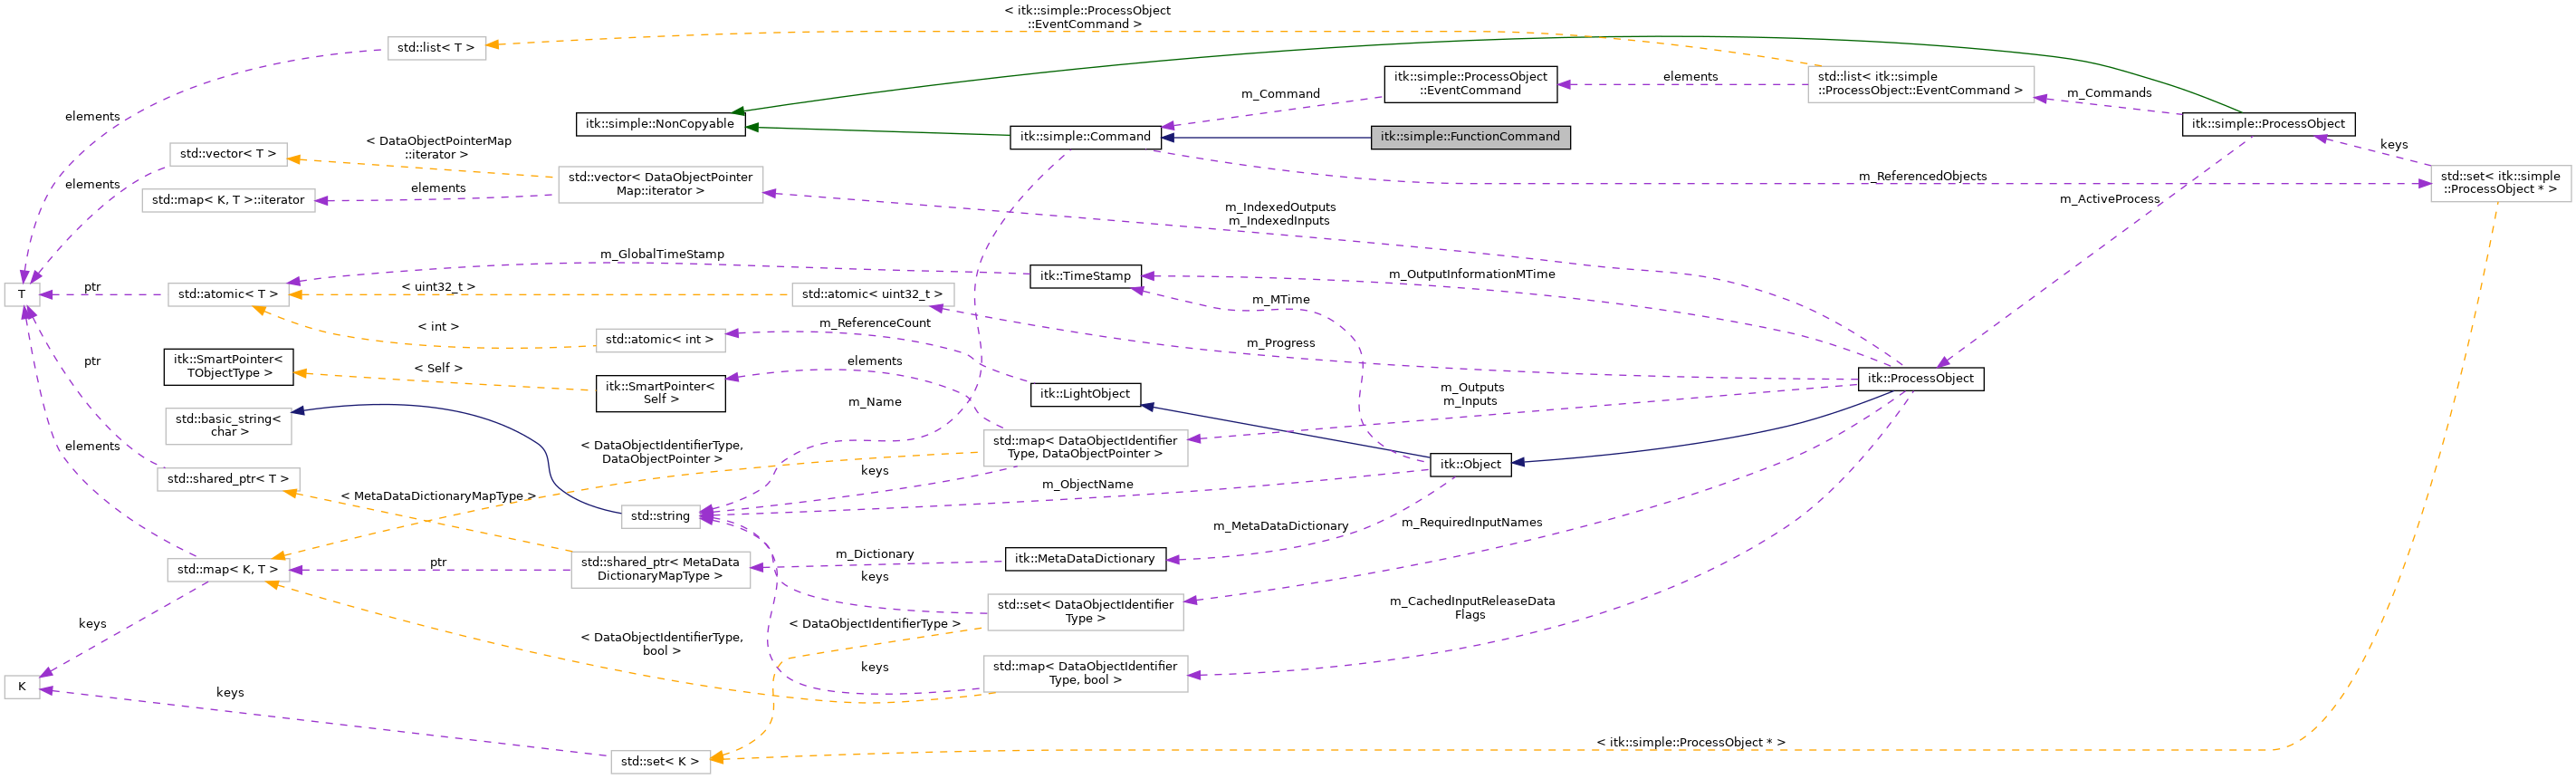 < itk::simple::ProcessObject
::EventCommand >
std::list< T >
itk::simple::ProcessObject
::EventCommand
elements
std::list< itk::simple
::ProcessObject::EventCommand >
m_Commands
m_Command
elements
itk::simple::NonCopyable
itk::simple::Command
itk::simple::FunctionCommand
itk::simple::ProcessObject
keys
std::vector< T >
< DataObjectPointerMap
::iterator >
std::vector< DataObjectPointer
Map::iterator >
m_ReferencedObjects
std::set< itk::simple
::ProcessObject * >
elements
elements
std::map< K, T >::iterator
m_IndexedOutputs
m_IndexedInputs
m_ActiveProcess
m_GlobalTimeStamp
itk::TimeStamp
m_OutputInformationMTime
T
ptr
std::atomic< T >
< uint32_t >
std::atomic< uint32_t >
m_MTime
< int >
std::atomic< int >
m_ReferenceCount
m_Progress
itk::SmartPointer<
TObjectType >
ptr
< Self >
itk::SmartPointer<
Self >
elements
itk::LightObject
m_Outputs
m_Inputs
itk::ProcessObject
m_Name
std::basic_string<
char >
elements
< DataObjectIdentifierType,
DataObjectPointer >
std::map< DataObjectIdentifier
Type, DataObjectPointer >
itk::Object
keys
std::shared_ptr< T >
m_ObjectName
< MetaDataDictionaryMapType >
std::string
m_MetaDataDictionary
m_RequiredInputNames
std::map< K, T >
ptr
std::shared_ptr< MetaData
DictionaryMapType >
m_Dictionary
itk::MetaDataDictionary
keys
std::set< DataObjectIdentifier
Type >
m_CachedInputReleaseData
Flags
keys
< DataObjectIdentifierType >
< DataObjectIdentifierType,
bool >
keys
std::map< DataObjectIdentifier
Type, bool >
K
keys
< itk::simple::ProcessObject * >
std::set< K >